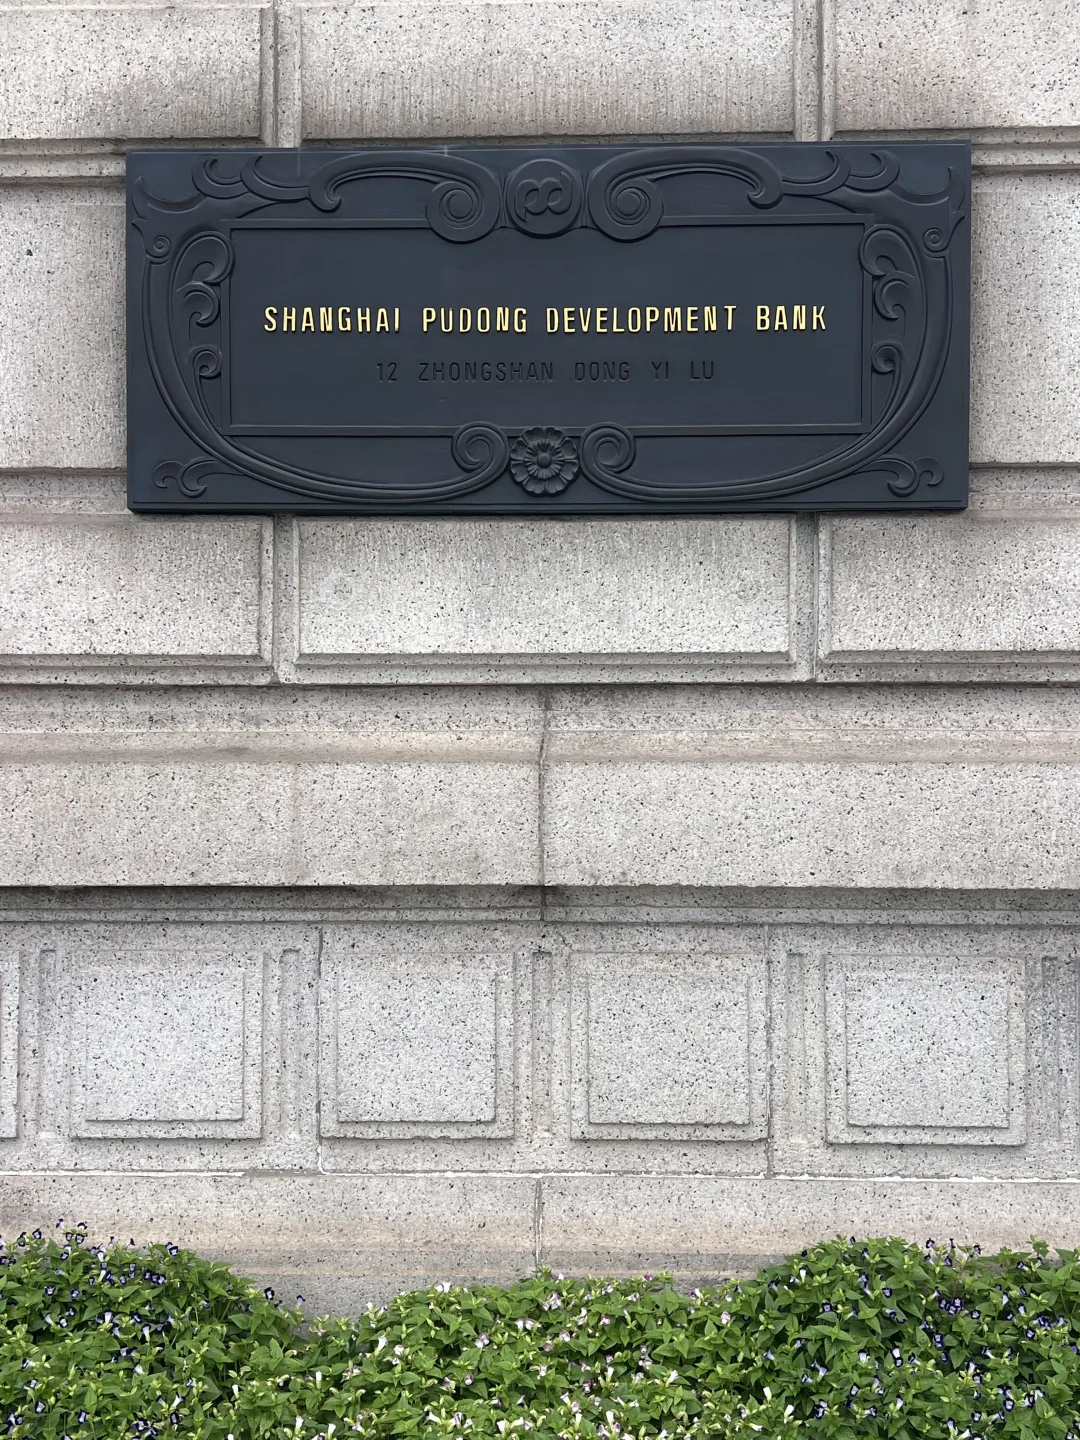 SHANGHAI PUDONG DEVELOPMENT BANK
12 ZHONGSHAN DONG YI LU